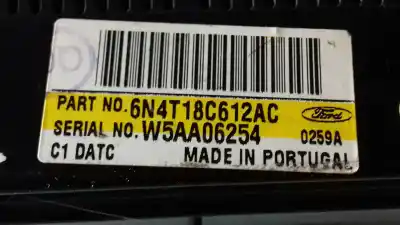 PART NO. 6N4T18C612AC
Ford
SERIAL NO. W5AA06254 0259A
C1 DATC MADE IN PORTUGAL